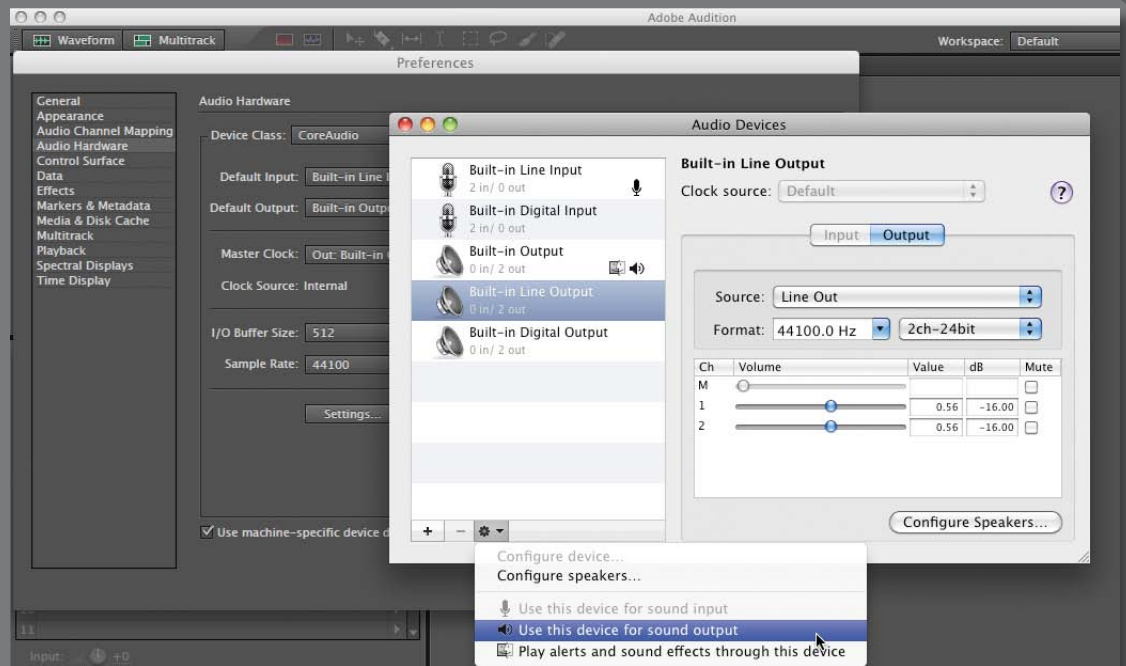 Adobe Audition
Waveform
Multitrack
Workspace: Default
Preferences
General
Appearance
Audio Channel Mapping
Audio Hardware
Control Surface
Data
Effects
Markers & Metadata
Media & Disk Cache
Multitrack
Playback
Spectral Displays
Time Display
Audio Hardware
Device Class: CoreAudio
Default Input: Built-in Line
Default Output: Built-in
Master Clock: Out: Built-in
Clock Source: Internal
I/O Buffer Size: 512
Sample Rate: 44100
Settings...
Use machine-specific device
Audio Devices
Built-in Line Input
2 in/ 0 out
Built-in Digital Input
2 in/ 0 out
Built-in Output
0 in/ 2 out
Built-in Line Output
0 in/ 2 out
Built-in Digital Output
0 in/ 2 out
Built-in Line Output
Clock source: Default
?
Input Output
Source: Line Out
Format: 44100.0 Hz 2ch-24bit
Ch Volume Value dB Mute
M
1 0.56 -16.00
2 0.56 -16.00
Configure Speakers...
Configure device...
Configure speakers...
Use this device for sound input
Use this device for sound output
Play alerts and sound effects through this device
11
Input: +0